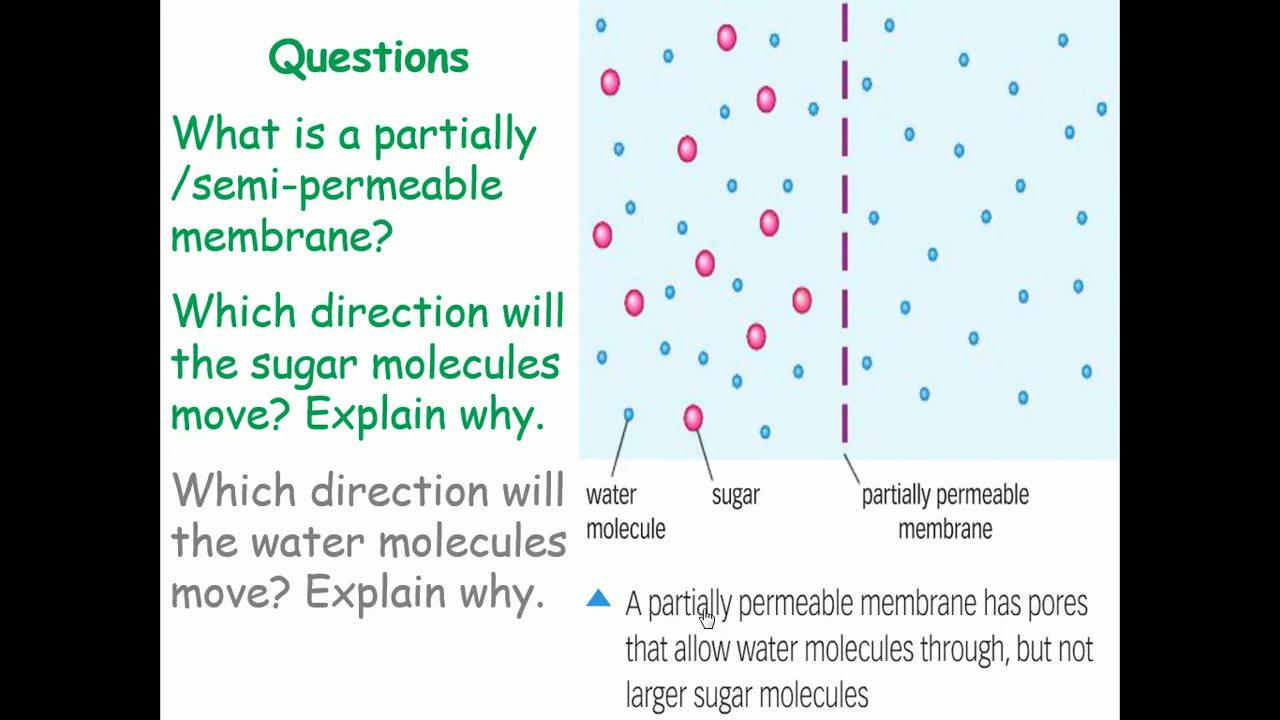 Questions
What is a partially
/semi-permeable
membrane?
Which direction will
the sugar molecules
move? Explain why.
Which direction will
the water molecules
move? Explain why.
water
molecule
sugar
partially permeable
membrane
A partially permeable membrane has pores
that allow water molecules through, but not
larger sugar molecules